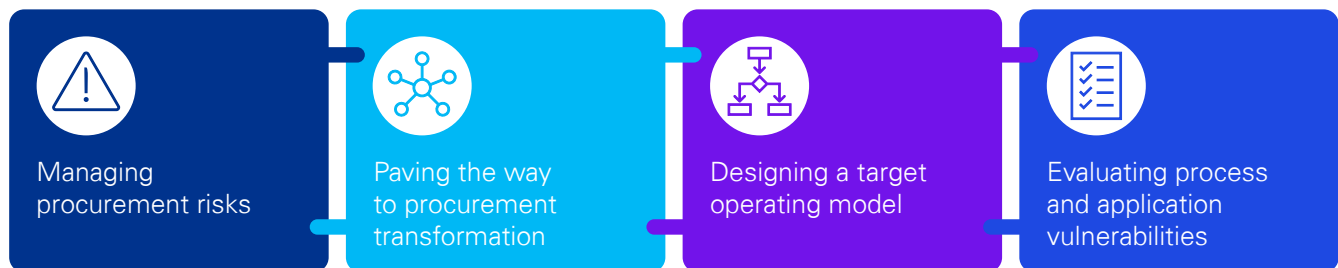 Managing
procurement risks
Paving the way
to procurement
transformation
Designing a target
operating model
Evaluating process
and application
vulnerabilities